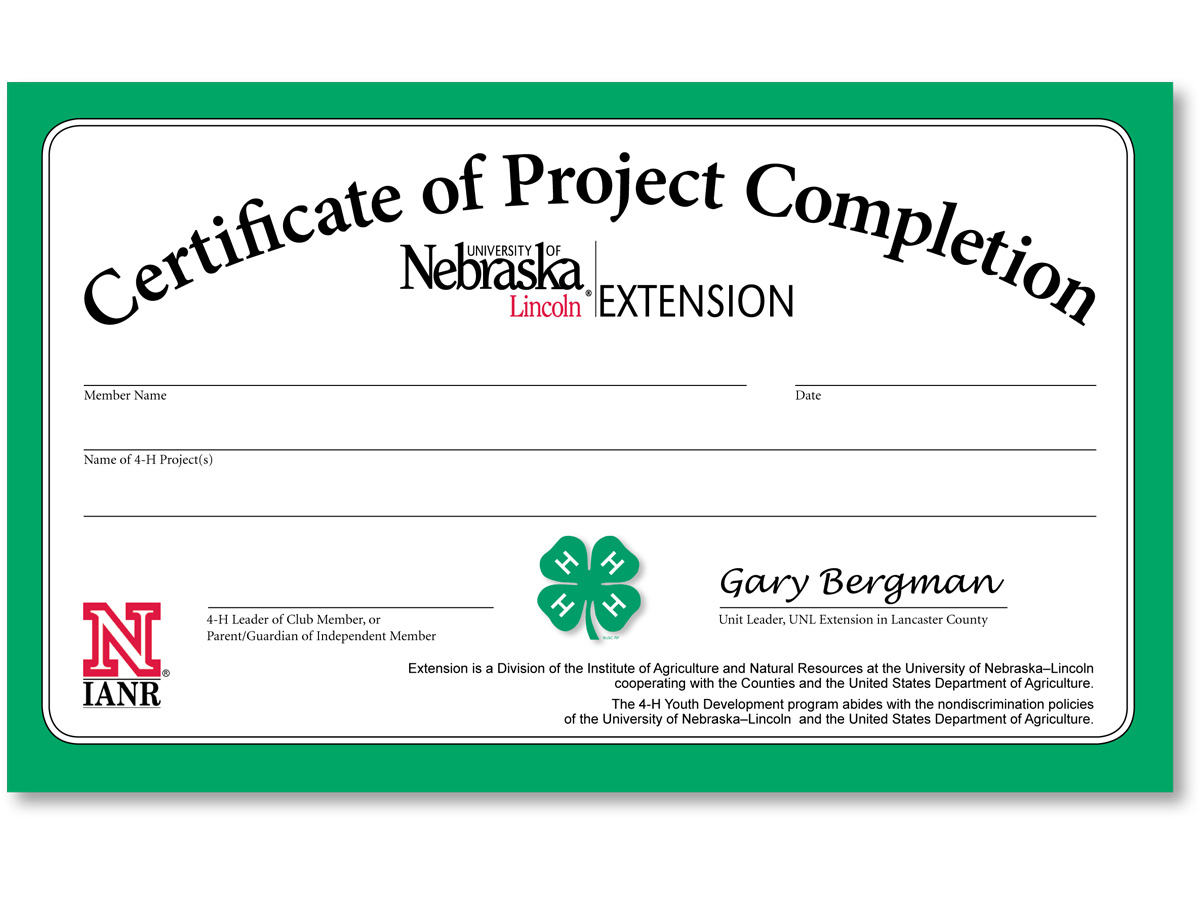 Certificate of Project Completion
UNIVERSITY OF
Nebraska®
Lincoln
EXTENSION
Member Name
Date
Name of 4-H Project(s)
H H
H H
Gary Bergman
4-H Leader of Club Member, or
Parent/Guardian of Independent Member
Unit Leader, UNL Extension in Lancaster County
N®
IANR
Extension is a Division of the Institute of Agriculture and Natural Resources at the University of Nebraska–Lincoln
cooperating with the Counties and the United States Department of Agriculture.
The 4-H Youth Development program abides with the nondiscrimination policies
of the University of Nebraska–Lincoln and the United States Department of Agriculture.